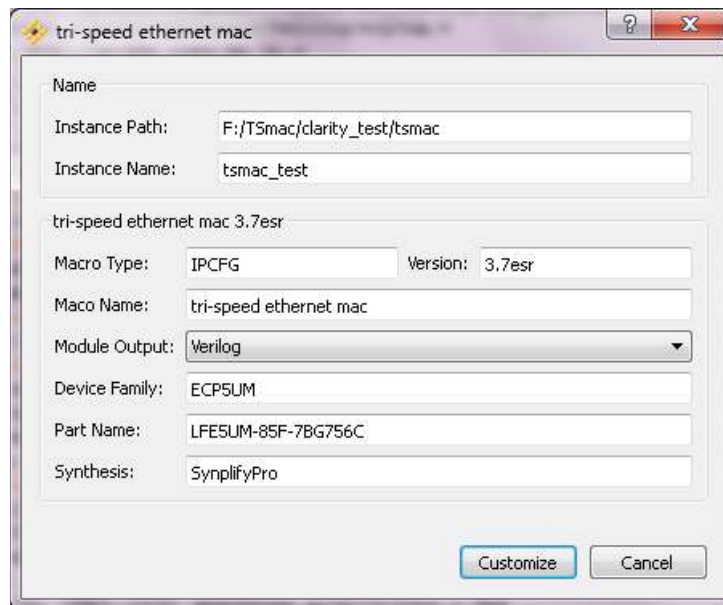 tri-speed ethernet mac
Name
Instance Path: F:/TSmac/clarity_test/tsmac
Instance Name: tsmac_test
tri-speed ethernet mac 3.7esr
Macro Type: IPCFG Version: 3.7esr
Maco Name: tri-speed ethernet mac
Module Output: Verilog
Device Family: ECP5UM
Part Name: LFE5UM-85F-7BG756C
Synthesis: SynplifyPro
Customize Cancel